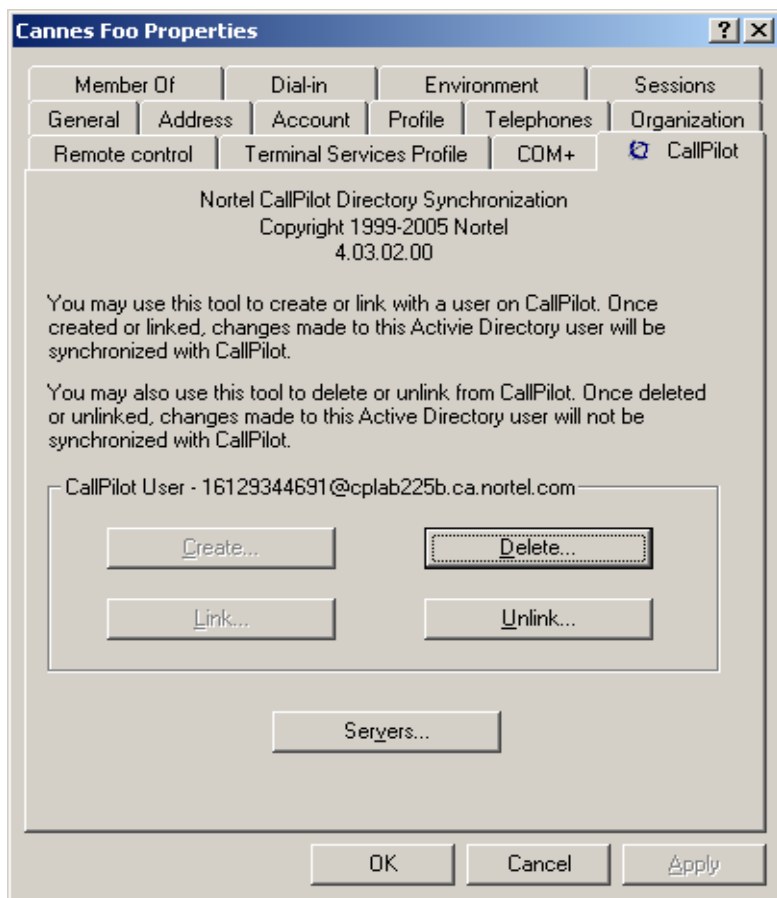 Cannes Foo Properties
Member Of Dial-in Environment Sessions
General Address Account Profile Telephones Organization
Remote control Terminal Services Profile COM+ CallPilot
Nortel CallPilot Directory Synchronization
Copyright 1999-2005 Nortel
4.03.02.00
You may use this tool to create or link with a user on CallPilot. Once
created or linked, changes made to this Activie Directory user will be
synchronized with CallPilot.
You may also use this tool to delete or unlink from CallPilot. Once deleted
or unlinked, changes made to this Active Directory user will not be
synchronized with CallPilot.
CallPilot User - 16129344691@cplab225b.ca.nortel.com
Create... Delete...
Link... Unlink...
Servers...
OK Cancel Apply